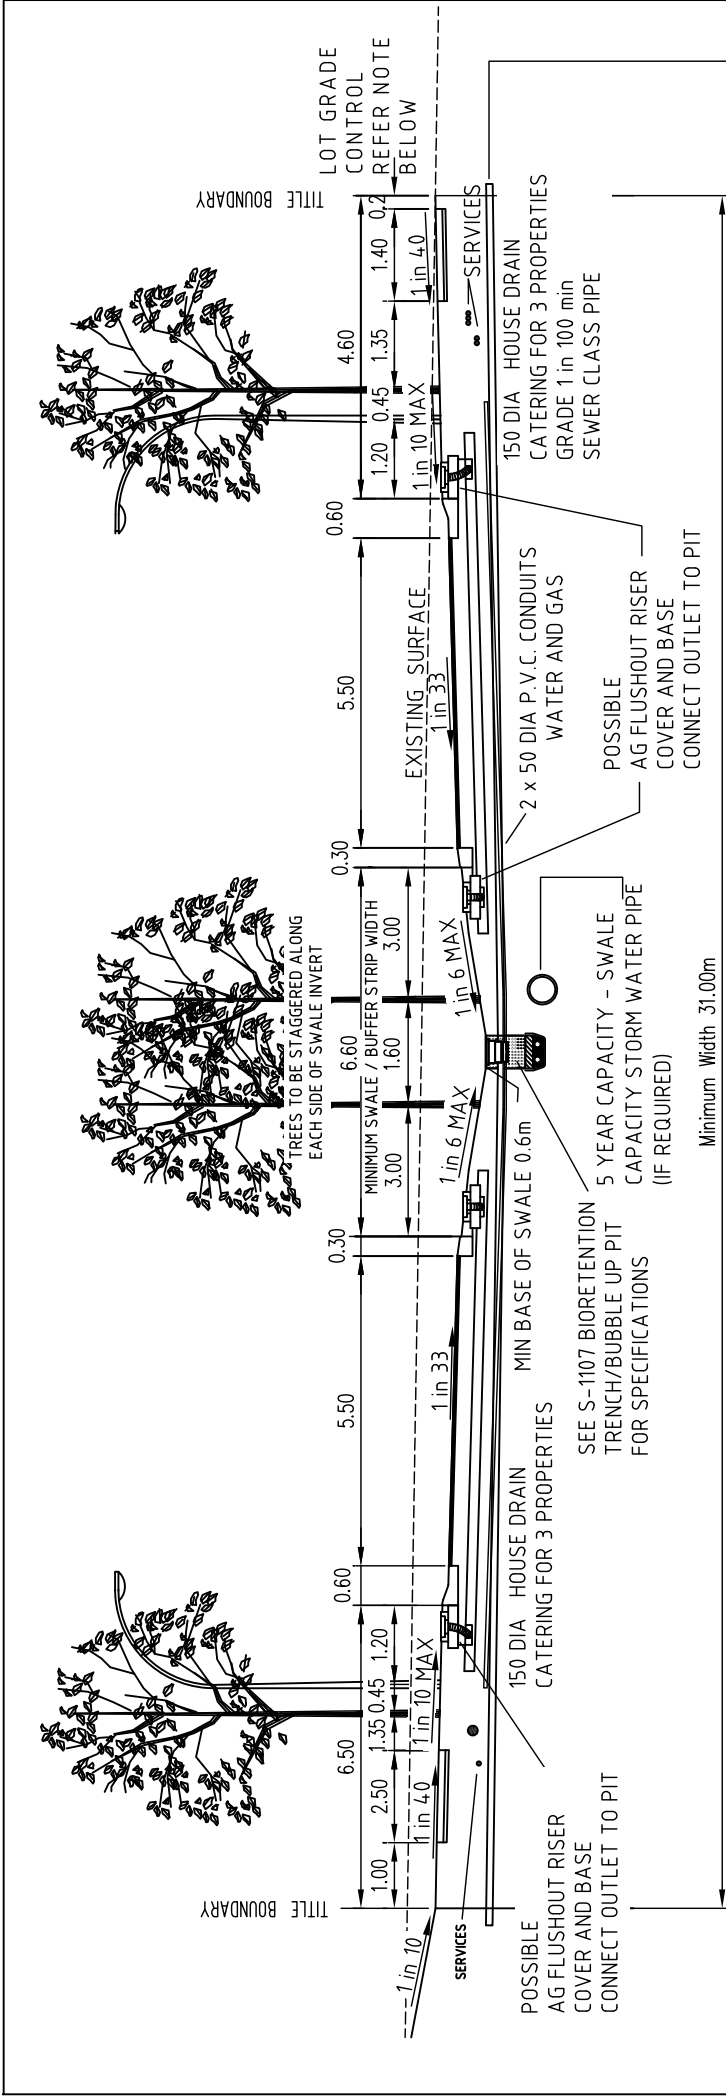 TITLE BOUNDARY
TITLE BOUNDARY
LOT GRADE
CONTROL
REFER NOTE
BELOW
TREES TO BE STAGGERED ALONG
EACH SIDE OF SWALE INVERT
6.50
0.60
5.50
0.30
6.60
MINIMUM SWALE / BUFFER STRIP WIDTH
0.30
5.50
0.60
4.60
1.00
2.50
1.35
0.45
1.20
3.00
1.60
3.00
1.20
0.45
1.35
1.40
0.2
EXISTING SURFACE
1 in 10
1 in 40
1 in 10 MAX
1 in 33
1 in 6 MAX
1 in 6 MAX
1 in 33
1 in 10 MAX
1 in 40
SERVICES
SERVICES
POSSIBLE
AG FLUSHOUT RISER
COVER AND BASE
CONNECT OUTLET TO PIT
150 DIA HOUSE DRAIN
CATERING FOR 3 PROPERTIES
MIN BASE OF SWALE 0.6m
SEE S-1107 BIORETENTION
TRENCH/BUBBLE UP PIT
FOR SPECIFICATIONS
5 YEAR CAPACITY - SWALE
CAPACITY STORM WATER PIPE
(IF REQUIRED)
2 x 50 DIA P.V.C. CONDUITS
WATER AND GAS
POSSIBLE
AG FLUSHOUT RISER
COVER AND BASE
CONNECT OUTLET TO PIT
150 DIA HOUSE DRAIN
CATERING FOR 3 PROPERTIES
GRADE 1 in 100 min
SEWER CLASS PIPE
Minimum Width 31.00m